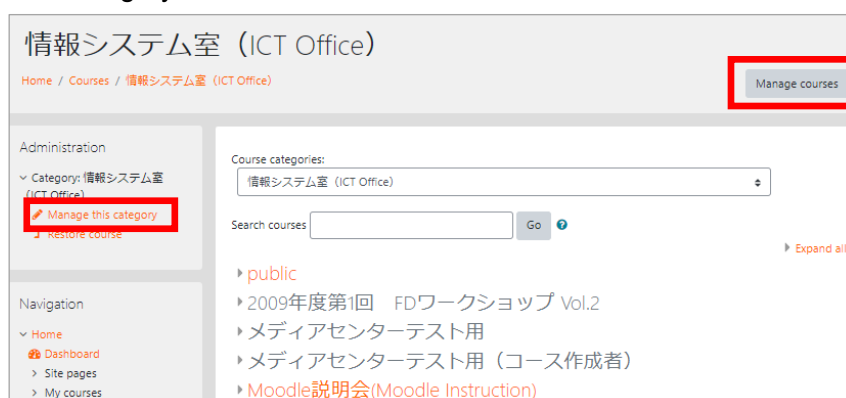 情報システム室（ICT Office）
Home / Courses / 情報システム室（ICT Office）
Manage courses
Administration
Category: 情報システム室
(ICT Office)
Manage this category
Restore course
Course categories:
情報システム室（ICT Office）
Search courses
Go
Expand all
public
2009年度第1回　FDワークショップ Vol.2
メディアセンターテスト用
メディアセンターテスト用（コース作成者）
Moodle説明会(Moodle Instruction)
Navigation
Home
Dashboard
Site pages
My courses